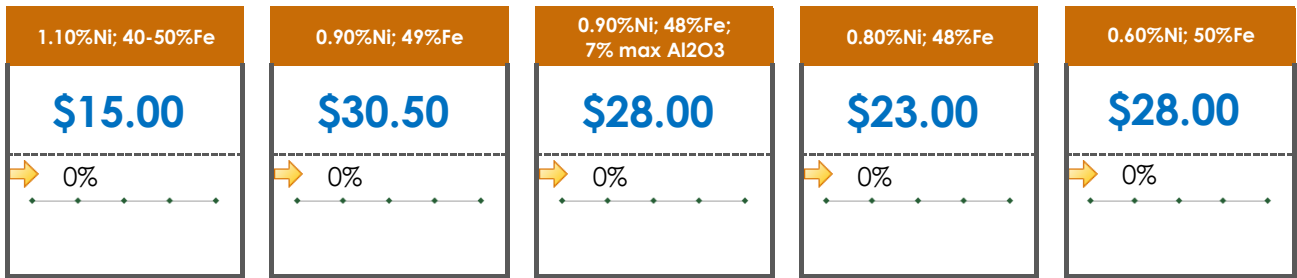 1.10%Ni; 40-50%Fe
$15.00
0%
0.90%Ni; 49%Fe
$30.50
0%
0.90%Ni; 48%Fe;
7% max Al2O3
$28.00
0%
0.80%Ni; 48%Fe
$23.00
0%
0.60%Ni; 50%Fe
$28.00
0%